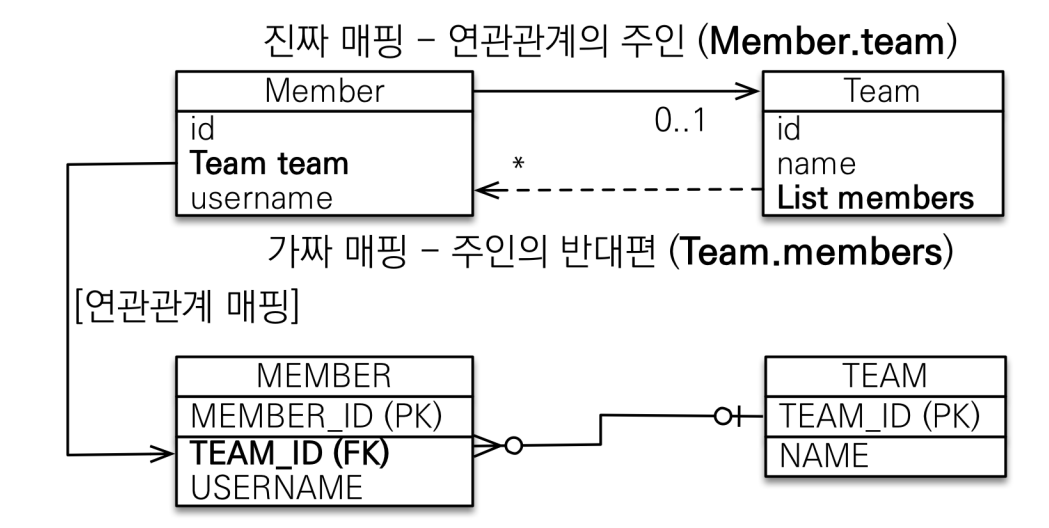 진짜 매핑 – 연관관계의 주인 (Member.team)
Member
id
Team team
username
0..1
*
Team
id
name
List members
가짜 매핑 – 주인의 반대편 (Team.members)
[연관관계 매핑]
MEMBER
MEMBER_ID (PK)
TEAM_ID (FK)
USERNAME
TEAM
TEAM_ID (PK)
NAME